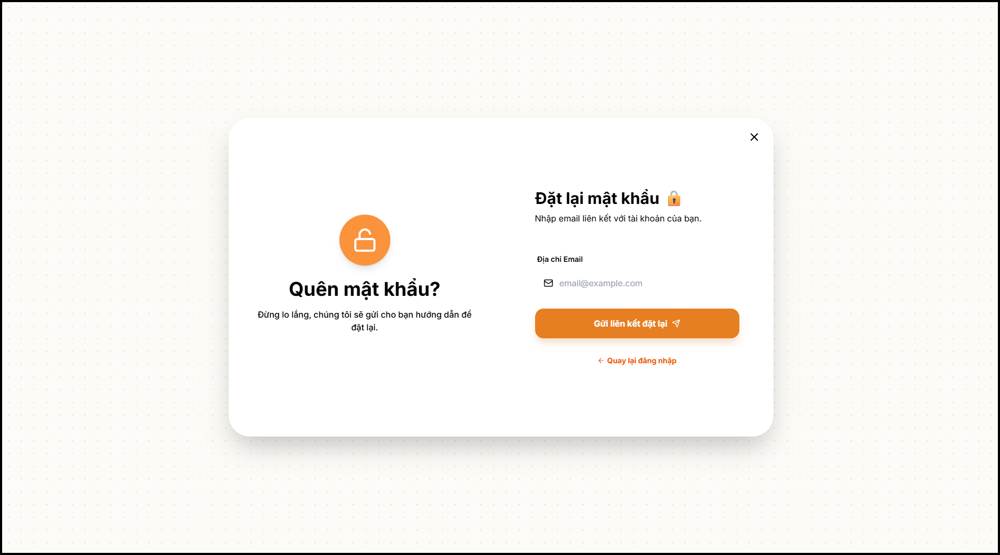 Quên mật khẩu?
Đừng lo lắng, chúng tôi sẽ gửi cho bạn hướng dẫn để
đặt lại.
Đặt lại mật khẩu 🔒
Nhập email liên kết với tài khoản của bạn.
Địa chỉ Email
email@example.com
Gửi liên kết đặt lại
← Quay lại đăng nhập